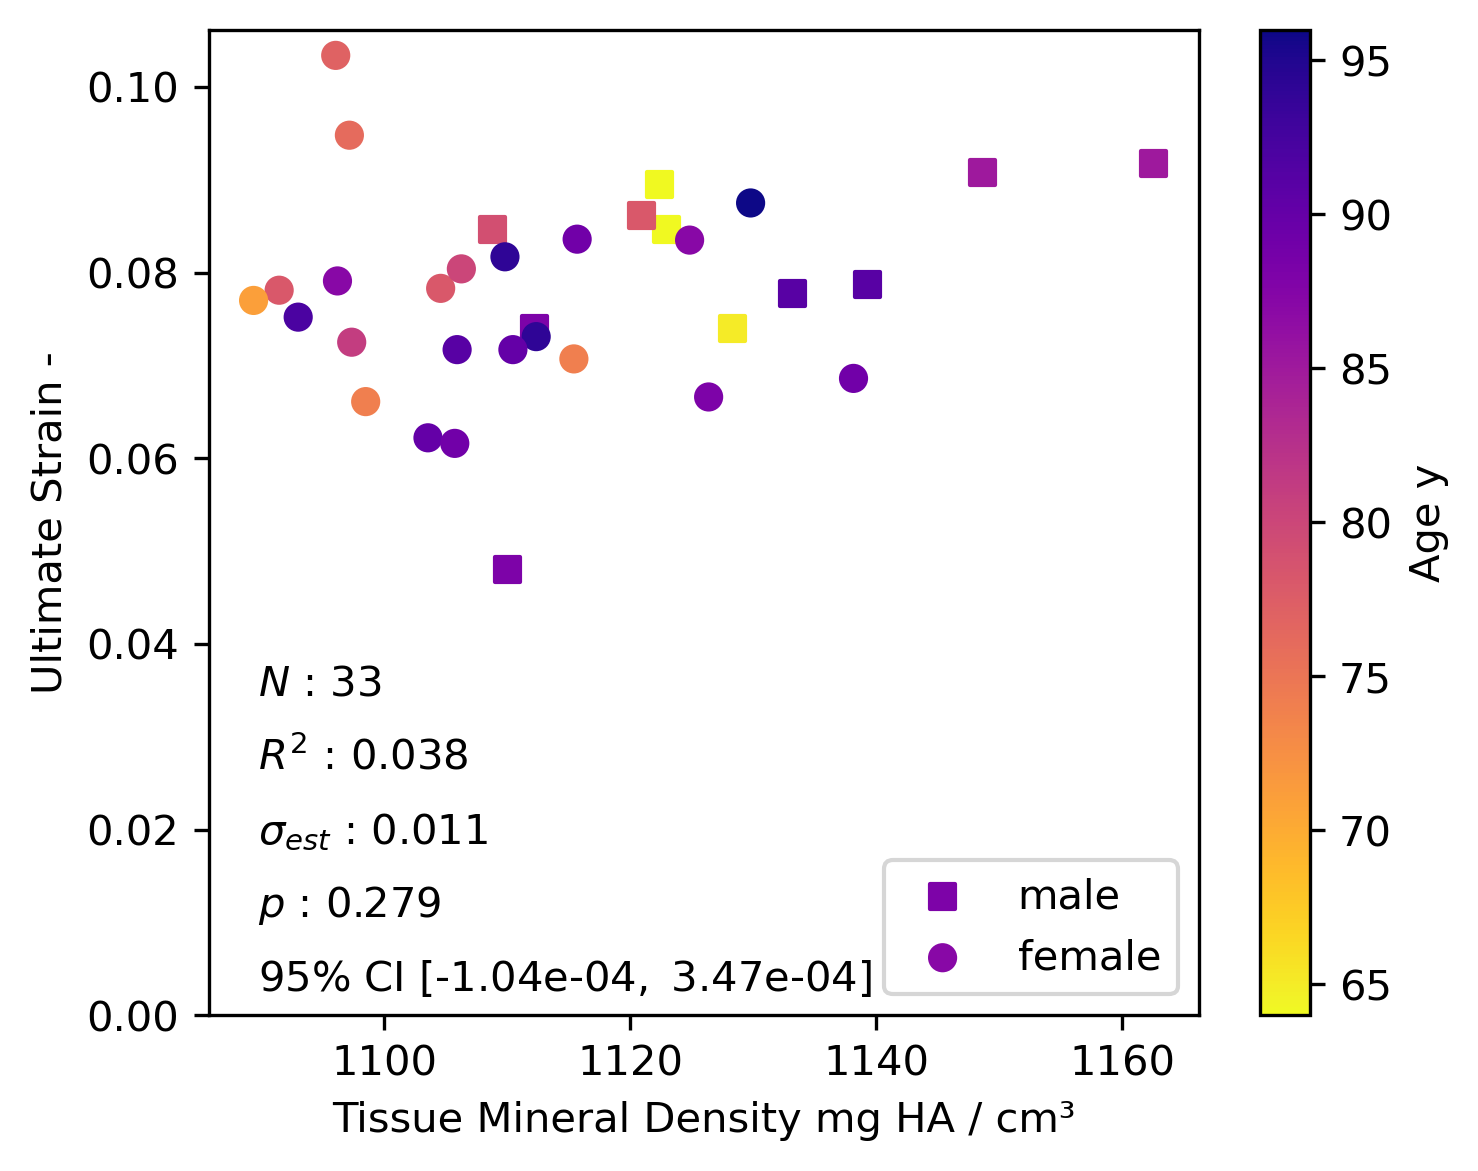 0.10
0.08
0.06
0.04
0.02
0.00
Ultimate Strain -
N : 33
R² : 0.038
σest : 0.011
p : 0.279
95% CI [-1.04e-04, 3.47e-04]
male
female
1100 1120 1140 1160
Tissue Mineral Density mg HA / cm³
95
90
85
80
75
70
65
Age y